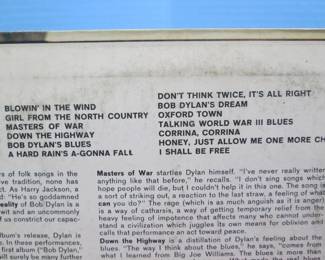 BLOWIN' IN THE WIND
GIRL FROM THE NORTH COUNTRY
MASTERS OF WAR
DOWN THE HIGHWAY
BOB DYLAN'S BLUES
A HARD RAIN'S A-GONNA FALL
DON'T THINK TWICE, IT'S ALL RIGHT
BOB DYLAN'S DREAM
OXFORD TOWN
TALKING WORLD WAR III BLUES
CORRINA, CORRINA
HONEY, JUST ALLOW ME ONE MORE CH
I SHALL BE FREE
rs of folk songs in the
ive tradition, none has
t. As Harry Jackson, a
d: "He's so goddamned
reality of Bob Dylan is
wit and an uncommonly
st constrict our capac-
lbum's release, Dylan
s. In these performances,
first album ("Bob Dylan,"
will surely be many further
Masters of War startles Dylan himself. "I've never really written
anything like that before," he recalls. "I don't sing songs which
hope people will die, but I couldn't help it in this one. The song is
a sort of striking out, a reaction to the last straw, a feeling of what
can you do?" The rage (which is as much anguish as it is anger)
is a way of catharsis, a way of getting temporary relief from the
heavy feeling of impotence that affects many who cannot under-
stand a civilization which juggles its own means for oblivion and
calls that performance an act toward peace.
Down the Highway is a distillation of Dylan's feeling about the
blues. "The way I think about the blues," he says, "comes from
what I learned from Big Joe Williams. The blues is more